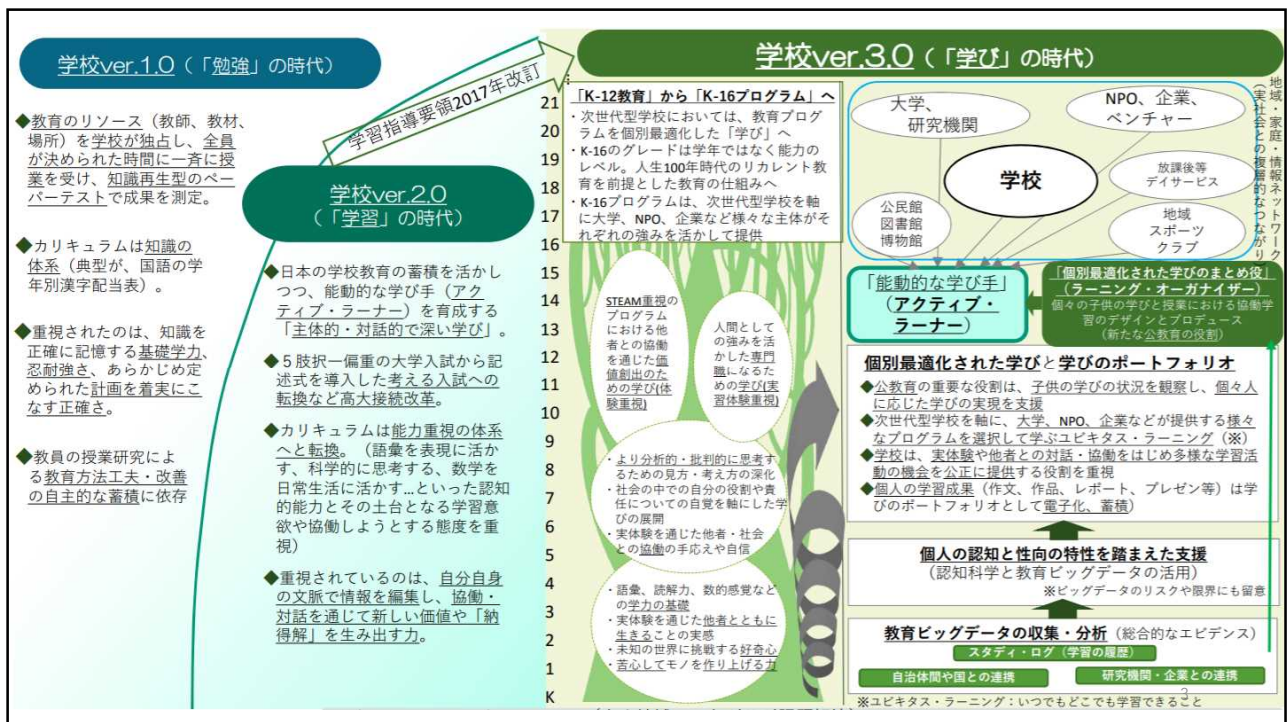 学校ver.1.0(「勉強」の時代)
◆教育のリソース(教師、教材、
場所)を学校が独占し、全員
が決められた時間に一斉に授
業を受け、知識再生型のペー
パーテストで成果を測定。
◆カリキュラムは知識の
体系(典型が、国語の学
年別漢字配当表)。
◆重視されたのは、知識を
正確に記憶する基礎学力、
忍耐強さ、あらかじめ定
められた計画を着実にこ
なす正確さ。
◆教員の授業研究によ
る教育方法工夫・改善
の自主的な蓄積に依存
学習指導要領2017年改訂
学校ver.2.0
(「学習」の時代)
◆日本の学校教育の蓄積を活かし
つつ、能動的な学び手(アク
ティブ・ラーナー)を育成する
「主体的・対話的で深い学び」。
◆5肢択一偏重の大学入試から記
述式を導入した考える入試への
転換など高大接続改革。
◆カリキュラムは能力重視の体系
へと転換。(語彙を表現に活か
す、科学的に思考する、数学を
日常生活に活かす…といった認知
的能力とその土台となる学習意
欲や協働しようとする態度を重
視)
◆重視されているのは、自分自身
の文脈で情報を編集し、協働・
対話を通じて新しい価値や「納
得解」を生み出す力。
学校ver.3.0(「学び」の時代)
21
20
19
18
17
16
15
14
13
12
11
10
9
8
7
6
5
4
3
2
1
K
「K-12教育」から「K-16プログラム」へ
・次世代型学校においては、教育プログ
ラムを個別最適化した「学び」へ
・K-16のグレードは学年ではなく能力の
レベル。人生100年時代のリカレント教
育を前提とした教育の仕組みへ
・K-16プログラムは、次世代型学校を軸
に大学、NPO、企業など様々な主体がそ
れぞれの強みを活かして提供
STEAM重視の
プログラム
における他
者との協働
を通じた価
値創出のた
めの学び(体
験重視)
人間として
の強みを活
かした専門
職になるた
めの学び(実
習体験重視)
・より分析的・批判的に思考す
るための見方・考え方の深化
・社会の中での自分の役割や責
任についての自覚を軸にした学
びの展開
・実体験を通じた他者・社会
との協働の手応えや自信
・語彙、読解力、数的感覚など
の学力の基礎
・実体験を通じた他者とともに
生きることの実感
・未知の世界に挑戦する好奇心
・苦心してモノを作り上げる力
大学、
研究機関
NPO、企業、
ベンチャー
学校
放課後等
デイサービス
公民館
図書館
博物館
地域
スポーツ
クラブ
地域・家庭・情報ネットワーク
(実社会との複層的なつながり)
「能動的な学び手」
(アクティブ・
ラーナー)
「個別最適化された学びのまとめ役」
(ラーニング・オーガナイザー)
個々の子供の学びと授業における協働学
習のデザインとプロデュース
(新たな公教育の役割)
個別最適化された学びと学びのポートフォリオ
◆公教育の重要な役割は、子供の学びの状況を観察し、個々人
に応じた学びの実現を支援
◆次世代型学校を軸に、大学、NPO、企業などが提供する様々
なプログラムを選択して学ぶユビキタス・ラーニング(※)
◆学校は、実体験や他者との対話・協働をはじめ多様な学習活
動の機会を公正に提供する役割を重視
◆個人の学習成果(作文、作品、レポート、プレゼン等)は学
びのポートフォリオとして電子化、蓄積)
個人の認知と性向の特性を踏まえた支援
(認知科学と教育ビッグデータの活用)
※ビッグデータのリスクや限界にも留意
教育ビッグデータの収集・分析(総合的なエビデンス)
スタディ・ログ(学習の履歴)
自治体間や国との連携
研究機関・企業との連携
3
※ユビキタス・ラーニング:いつでもどこでも学習できること